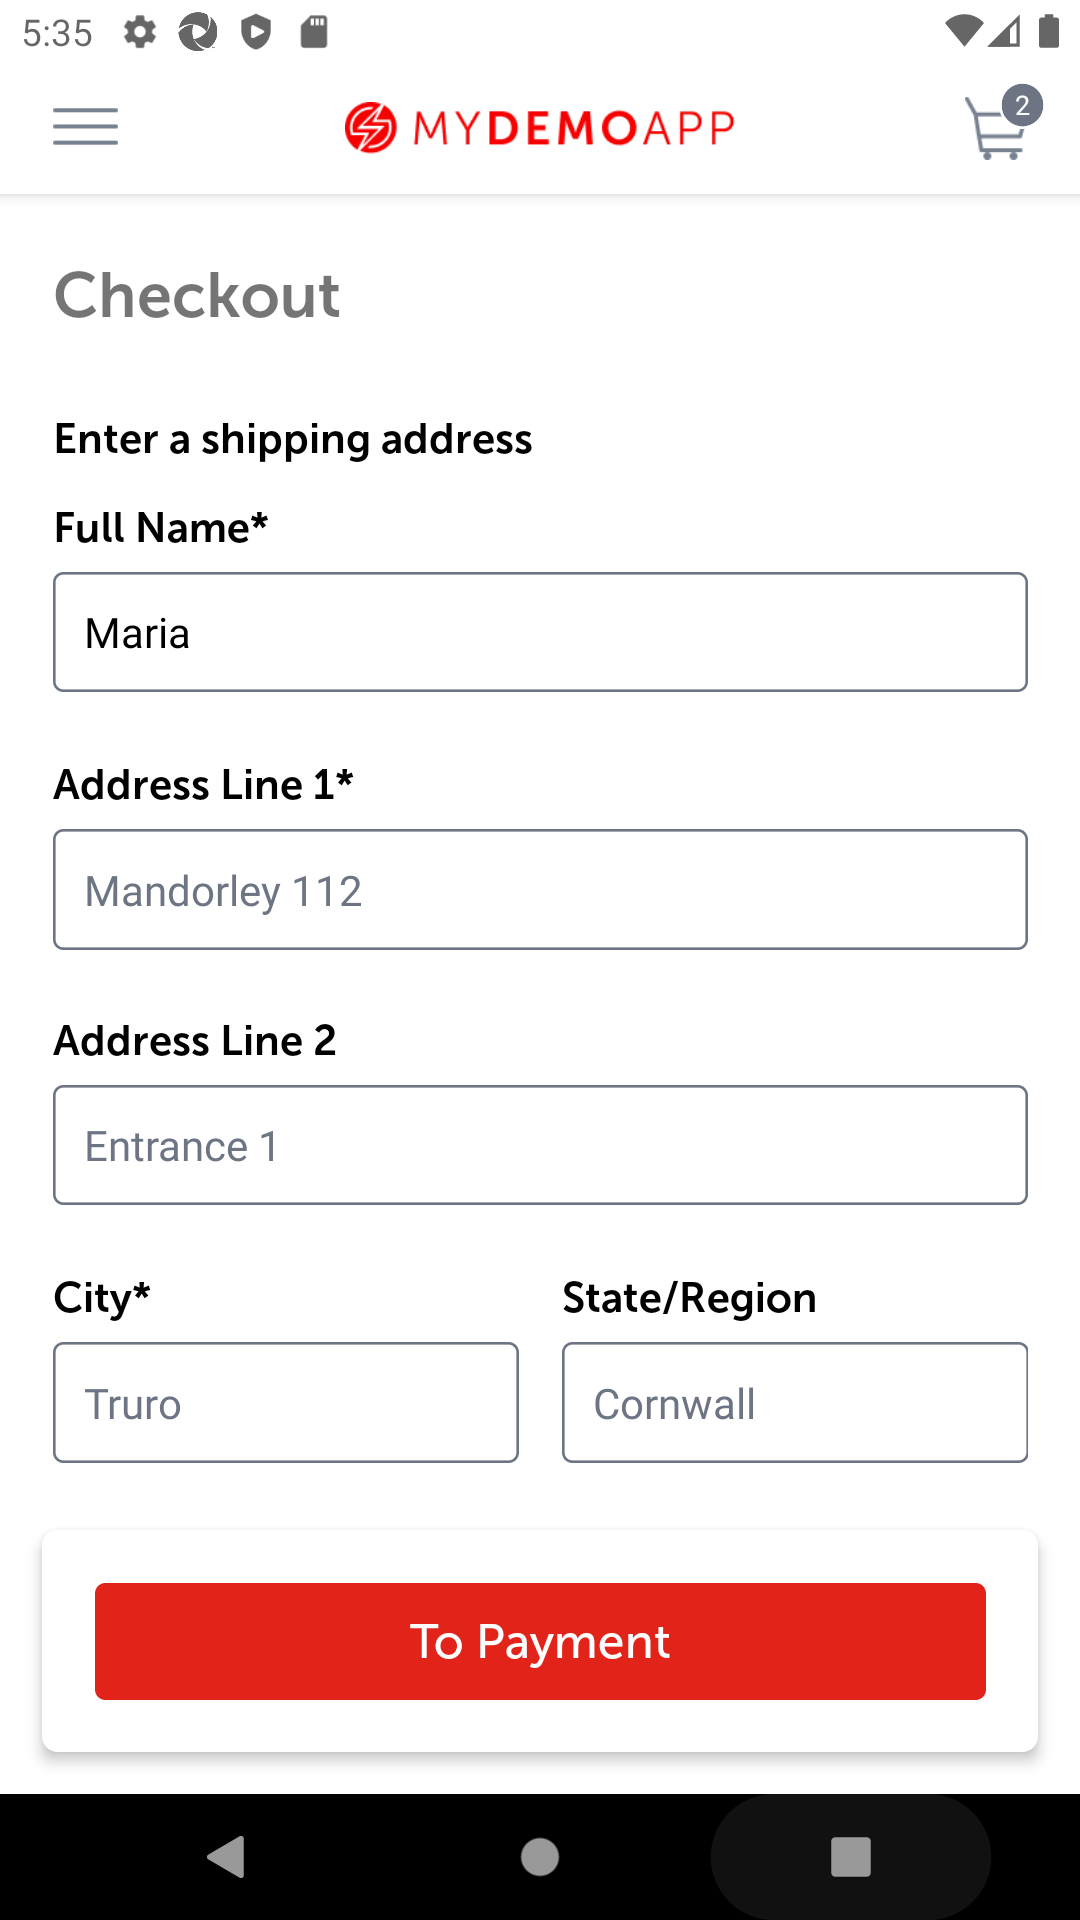 5:35
MYDEMOAPP
2
Checkout
Enter a shipping address
Full Name*
Maria
Address Line 1*
Mandorley 112
Address Line 2
Entrance 1
City* State/Region
Truro Cornwall
To Payment